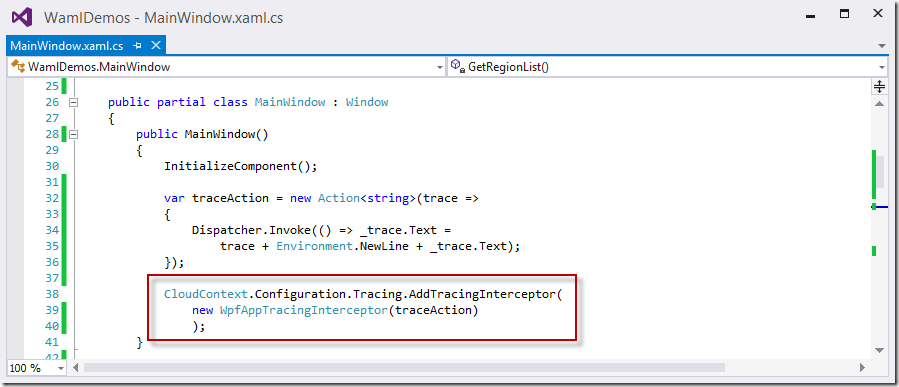 WamlDemos - MainWindow.xaml.cs
MainWindow.xaml.cs
WamlDemos.MainWindow GetRegionList()
25
26 public partial class MainWindow : Window
27 {
28 public MainWindow()
29 {
30 InitializeComponent();
31
32 var traceAction = new Action<string>(trace =>
33 {
34 Dispatcher.Invoke(() => _trace.Text =
35 trace + Environment.NewLine + _trace.Text);
36 });
37
38 CloudContext.Configuration.Tracing.AddTracingInterceptor(
39 new WpfAppTracingInterceptor(traceAction)
40 );
41 }
42
100 %